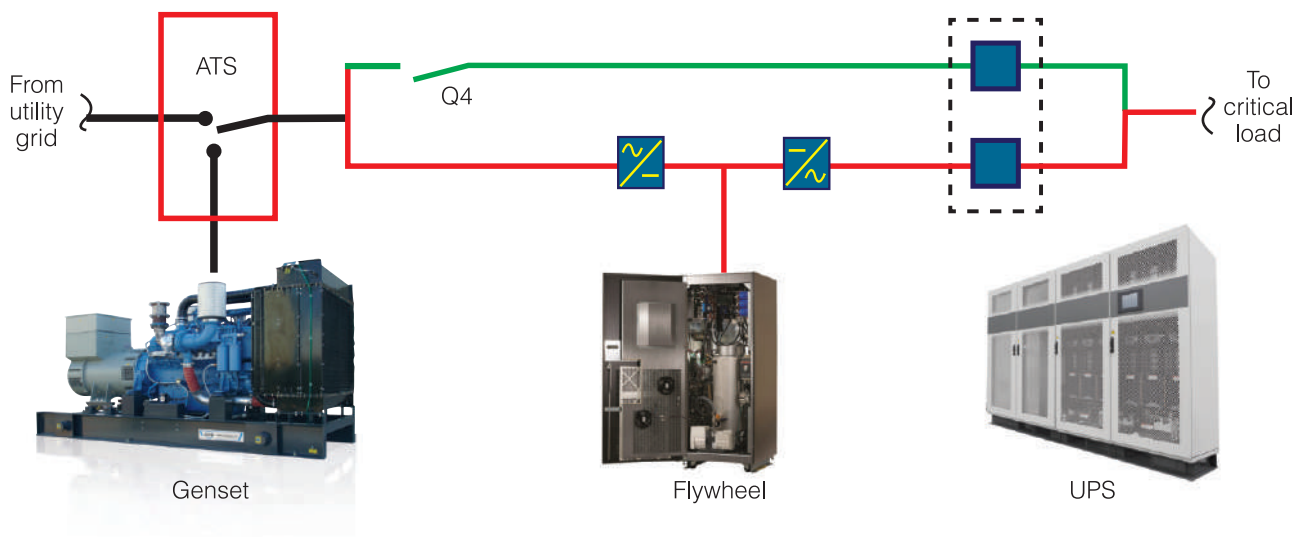 From
utility
grid
ATS
Q4
To
critical
load
Genset
Flywheel
UPS